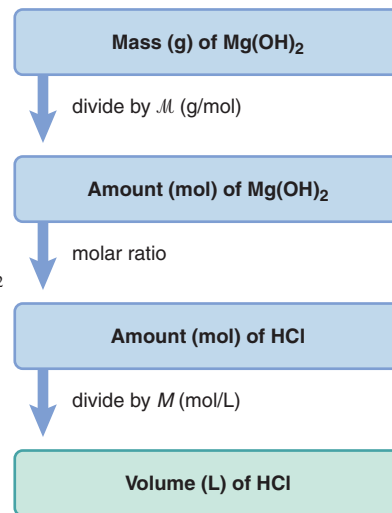 Mass (g) of Mg(OH)₂
divide by ℳ (g/mol)
Amount (mol) of Mg(OH)₂
molar ratio
2
Amount (mol) of HCl
divide by M (mol/L)
Volume (L) of HCl